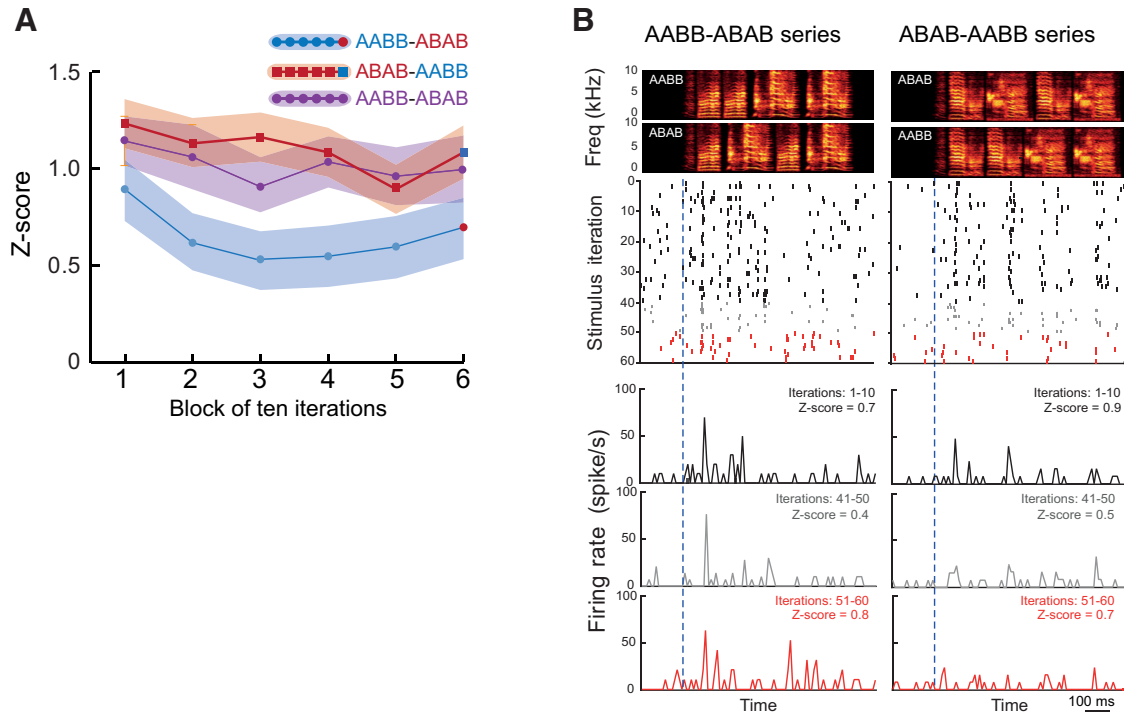 A
AABB-ABAB
ABAB-AABB
AABB-ABAB
1.5
1.0
0.5
0
Z-score
1 2 3 4 5 6
Block of ten iterations
B
AABB-ABAB series
ABAB-AABB series
Freq (kHz)
10
5
0
10
5
0
AABB
ABAB
ABAB
AABB
Stimulus iteration
0
10
20
30
40
50
60
Firing rate (spike/s)
100
50
0
Iterations: 1-10
Z-score = 0.7
Iterations: 1-10
Z-score = 0.9
100
50
0
Iterations: 41-50
Z-score = 0.4
Iterations: 41-50
Z-score = 0.5
100
50
0
Iterations: 51-60
Z-score = 0.8
Iterations: 51-60
Z-score = 0.7
Time
Time
100 ms